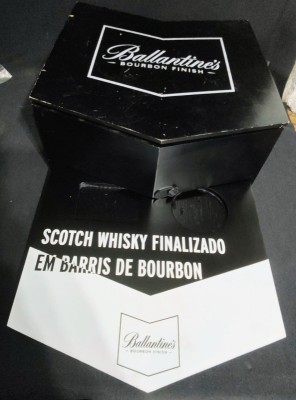 Ballantine's
BOURBON FINISH
SCOTCH WHISKY FINALIZADO
EM BARRIS DE BOURBON
Ballantine's
BOURBON FINISH